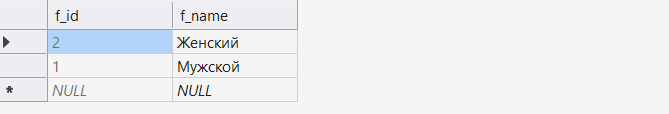 f_id f_name
2 Женский
1 Мужской
* NULL NULL